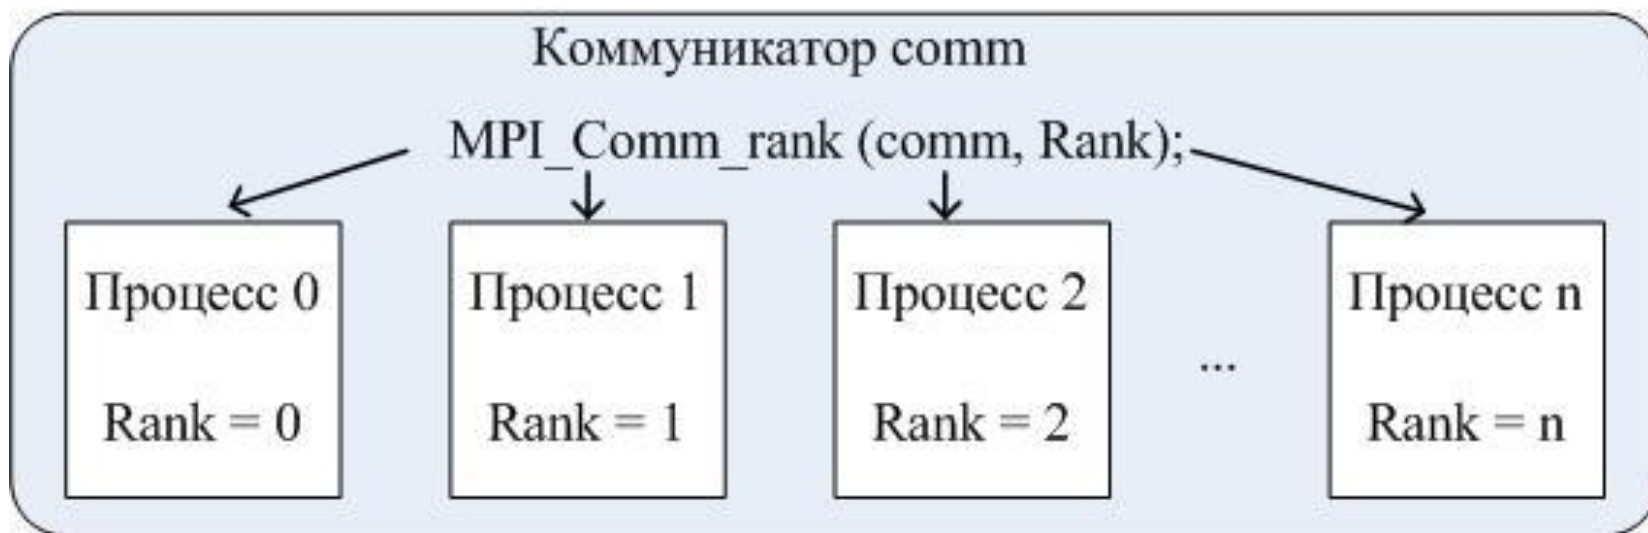 Коммуникатор comm
MPI_Comm_rank (comm, Rank);
Процесс 0
Rank = 0
Процесс 1
Rank = 1
Процесс 2
Rank = 2
...
Процесс n
Rank = n